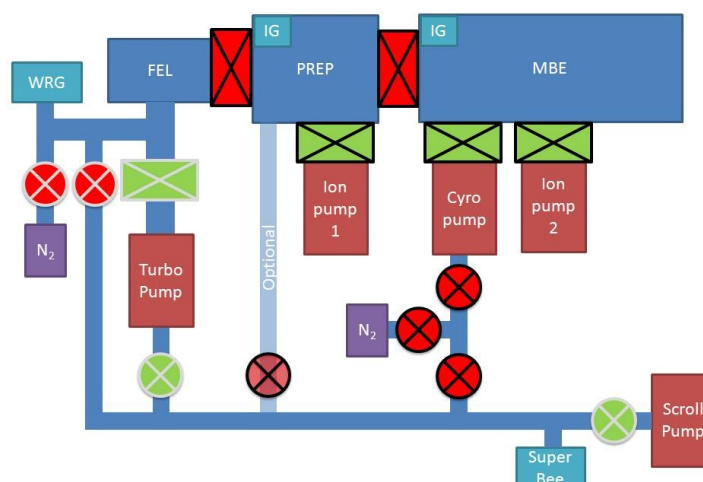 IG
IG
FEL
PREP
MBE
WRG
Ion
pump
1
Cyro
pump
Ion
pump
2
N₂
Turbo
Pump
Optional
N₂
Scroll
Pump
Super
Bee